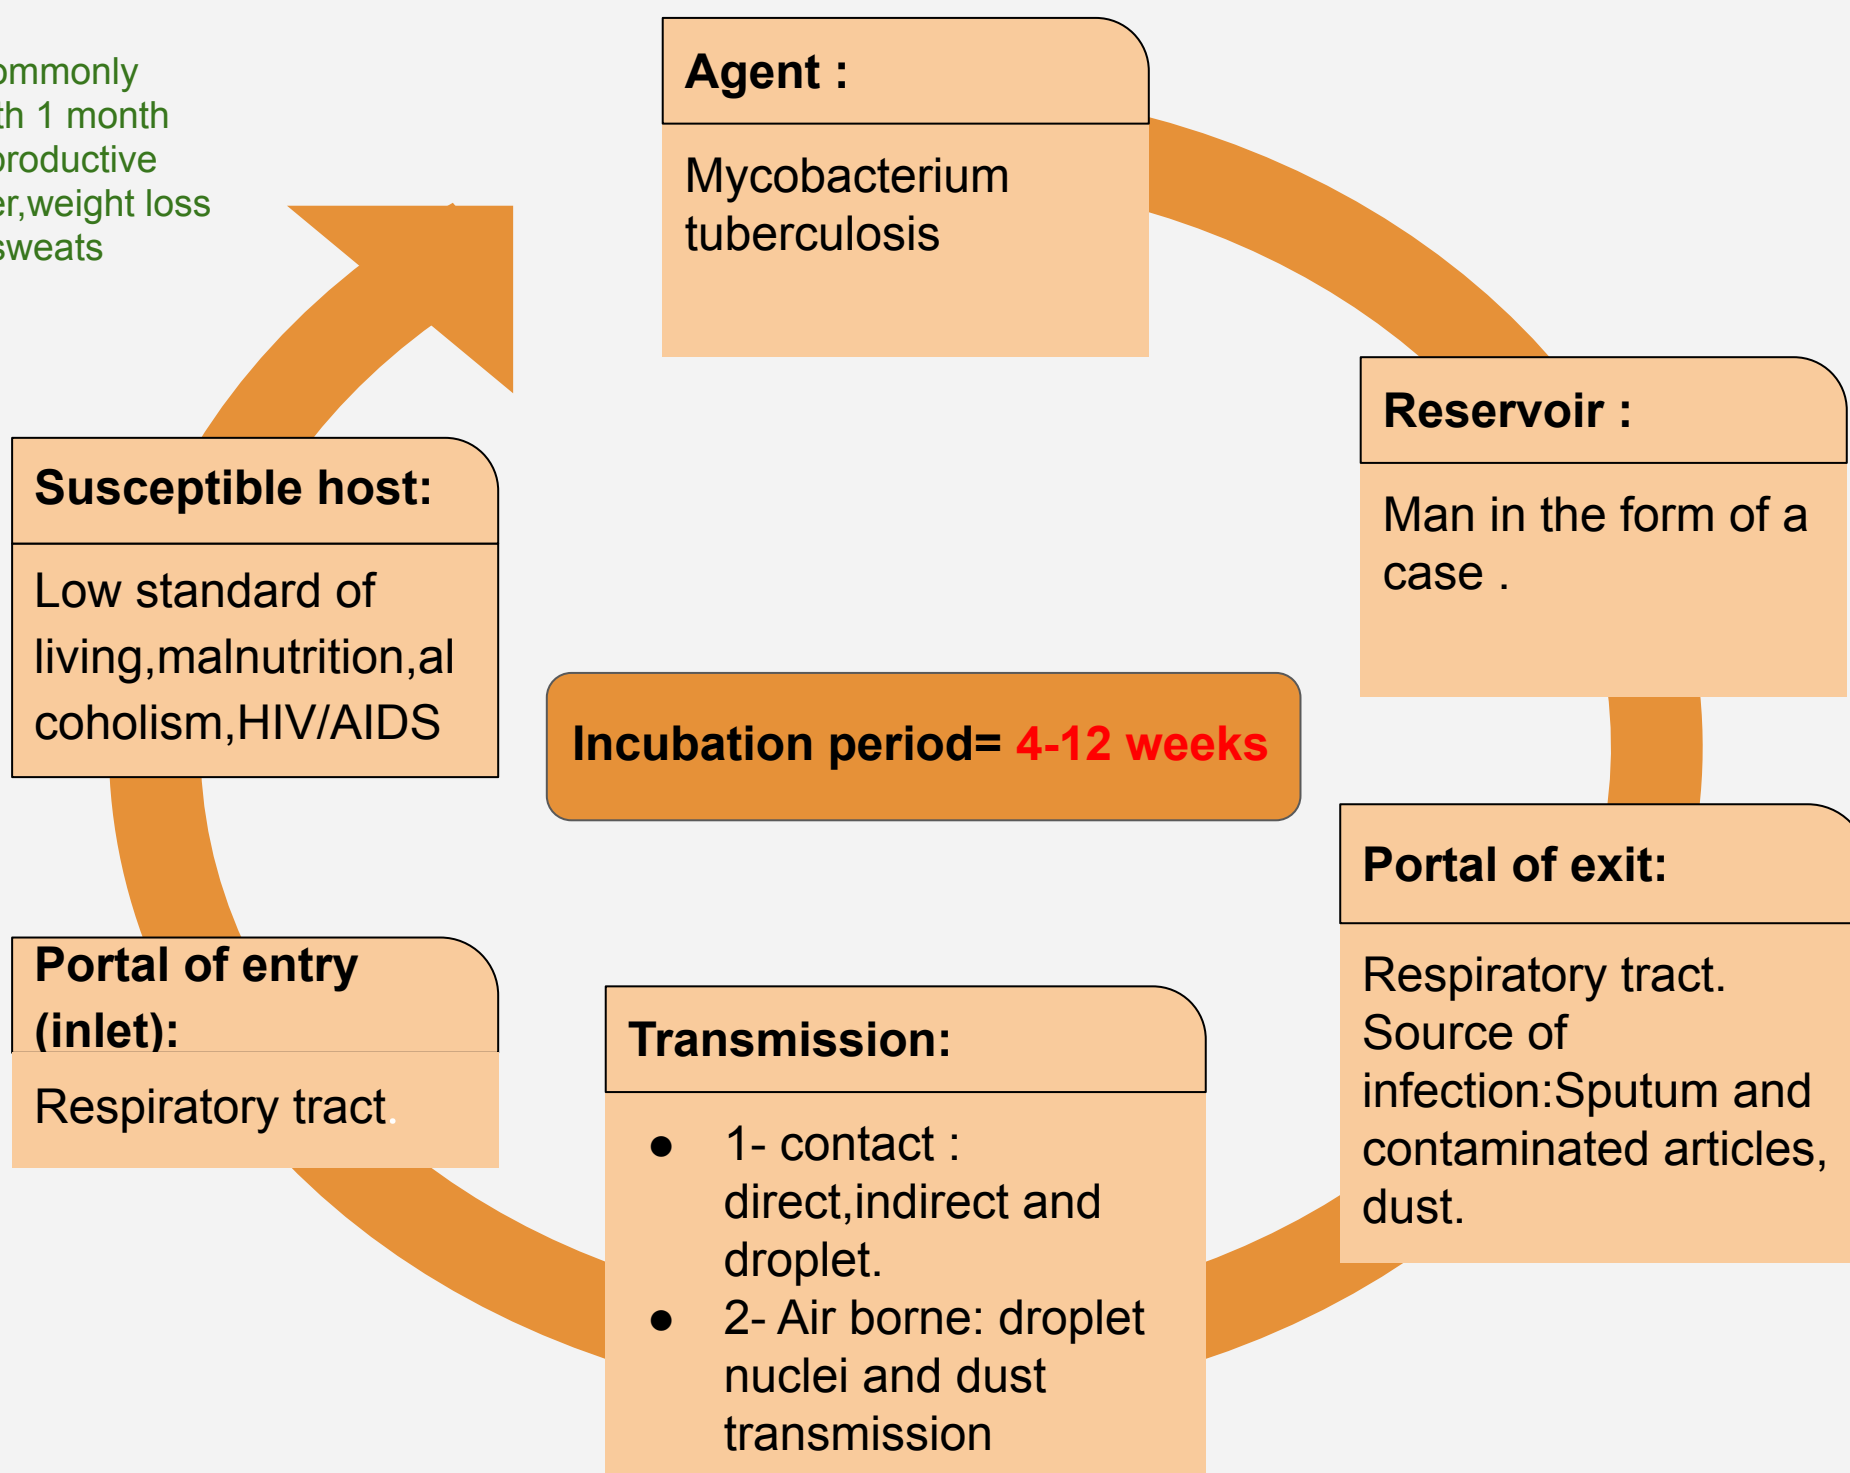 ommonly
th 1 month
productive
er,weight loss
sweats
Agent :
Mycobacterium
tuberculosis
Reservoir :
Man in the form of a
case .
Portal of exit:
Respiratory tract.
Source of
infection:Sputum and
contaminated articles,
dust.
Transmission:
● 1- contact :
direct,indirect and
droplet.
● 2- Air borne: droplet
nuclei and dust
transmission
Portal of entry
(inlet):
Respiratory tract.
Susceptible host:
Low standard of
living,malnutrition,al
coholism,HIV/AIDS
Incubation period= 4-12 weeks